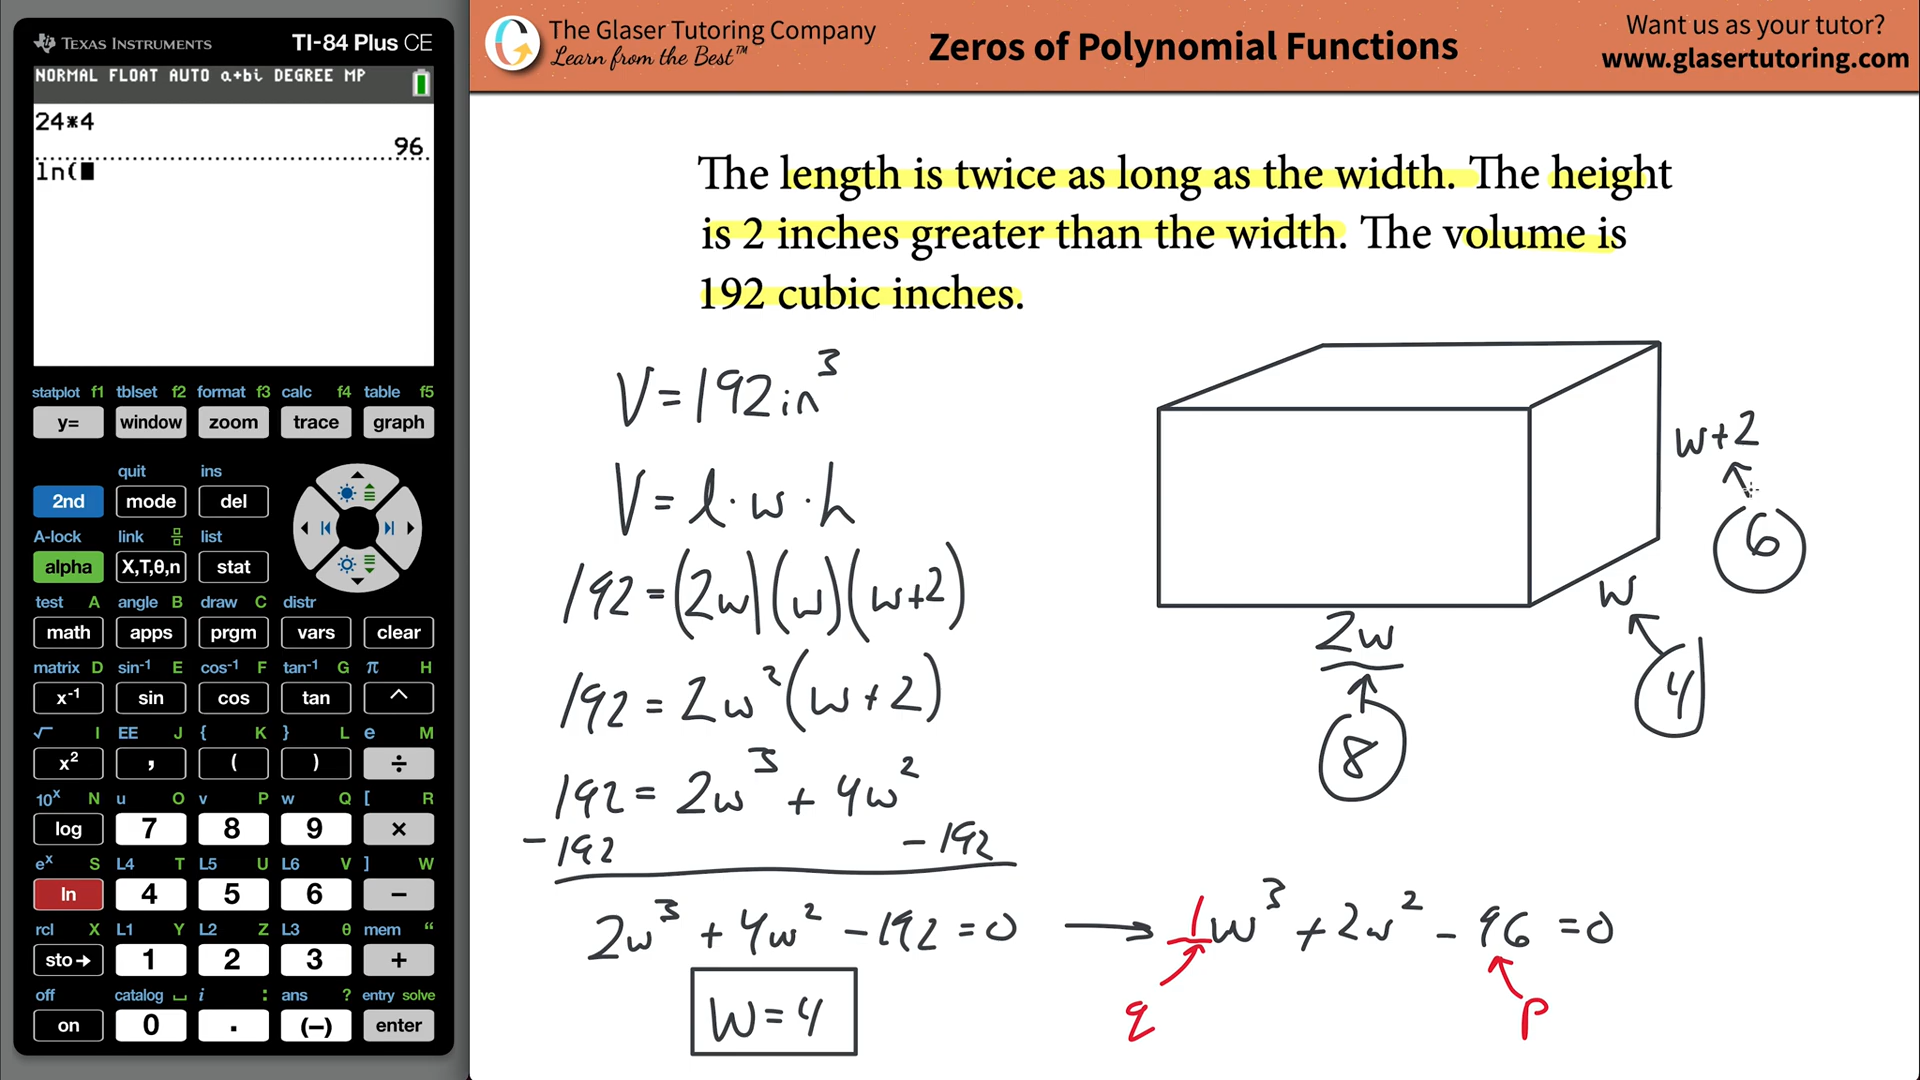 TEXAS INSTRUMENTS TI-84 Plus CE
NORMAL FLOAT AUTO a+bi DEGREE MP
24*4
96
ln(
statplot f1 tblset f2 format f3 calc f4 table f5
y= window zoom trace graph
quit ins
2nd mode del
A-lock link list
alpha X,T,θ,n stat
test A angle B draw C distr
math apps prgm vars clear
matrix D sin⁻¹ E cos⁻¹ F tan⁻¹ G π H
x⁻¹ sin cos tan ^
√ I EE J { K } L e M
x² , ( ) ÷
10ˣ N u O v P w Q [ R
log 7 8 9 ×
eˣ S L4 T L5 U L6 V ] W
ln 4 5 6 −
rcl X L1 Y L2 Z L3 θ mem “
sto→ 1 2 3 +
off catalog ⎵ i : ans ? entry solve
on 0 . (−) enter
The Glaser Tutoring Company
Learn from the Best™
Zeros of Polynomial Functions
Want us as your tutor?
www.glasertutoring.com
The length is twice as long as the width. The height
is 2 inches greater than the width. The volume is
192 cubic inches.
V=192in³
V= l·w·h
192=(2w)(w)(w+2)
192=2w²(w+2)
192=2w³+4w²
-192 -192
2w³+4w²-192=0 → 1w³+2w²-96=0
q p
W=4
w+2
6
w
4
2w
8